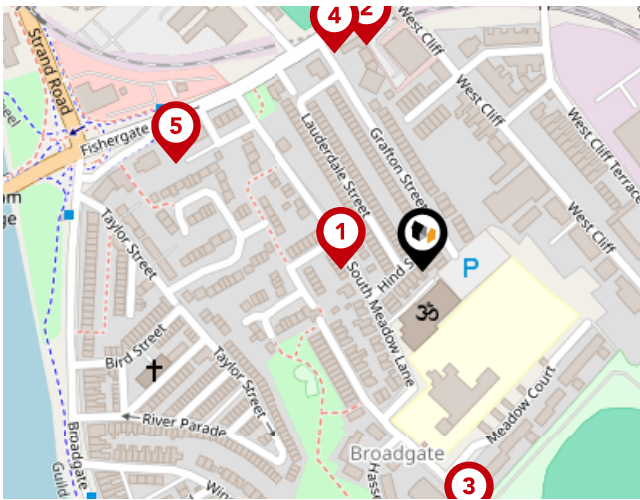 4
2
West Cliff
Strand Road
West Cliff
5
Fishergate
Lauderdale Street
Grafton Street
West Cliff Terrace
West Cliff
1
Taylor Street
South Meadow Lane
Hind S
P
ॐ
Bird Street
Taylor Street
River Parade
Meadow Court
Broadgate
Broadgate
Guild
3